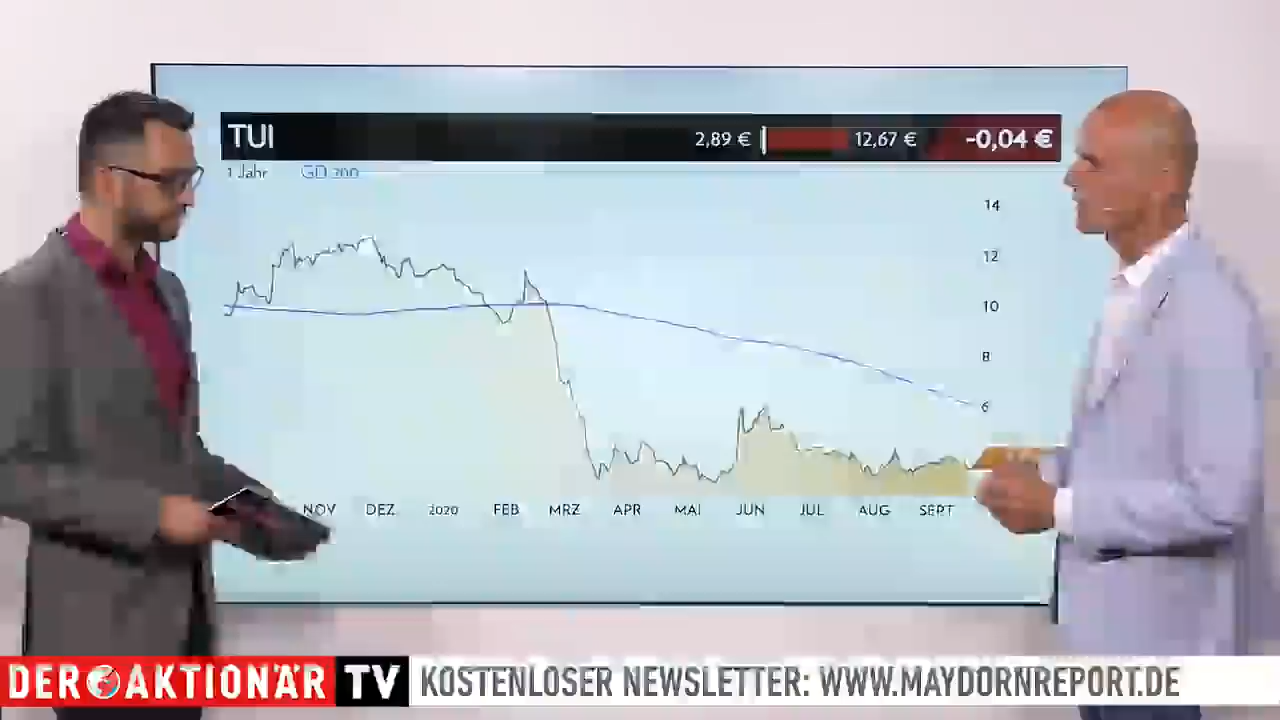 TUI 2,89 € 12,67 € -0,04 €
1 Jahr GD 200
14
12
10
8
6
NOV DEZ 2020 FEB MRZ APR MAI JUN JUL AUG SEPT
DER AKTIONÄR TV KOSTENLOSER NEWSLETTER: WWW.MAYDORNREPORT.DE